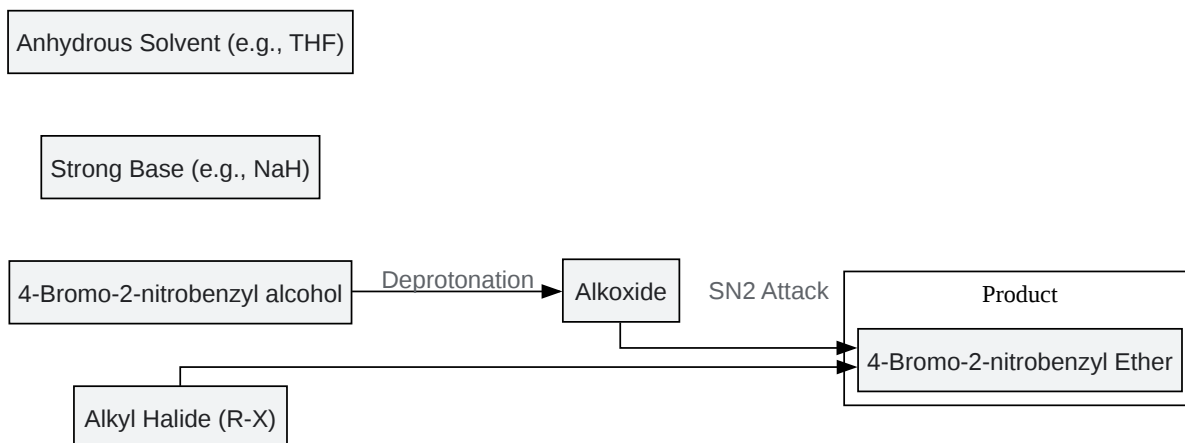 Anhydrous Solvent (e.g., THF)
Strong Base (e.g., NaH)
4-Bromo-2-nitrobenzyl alcohol
Deprotonation
Alkoxide
SN2 Attack
Product
4-Bromo-2-nitrobenzyl Ether
Alkyl Halide (R-X)